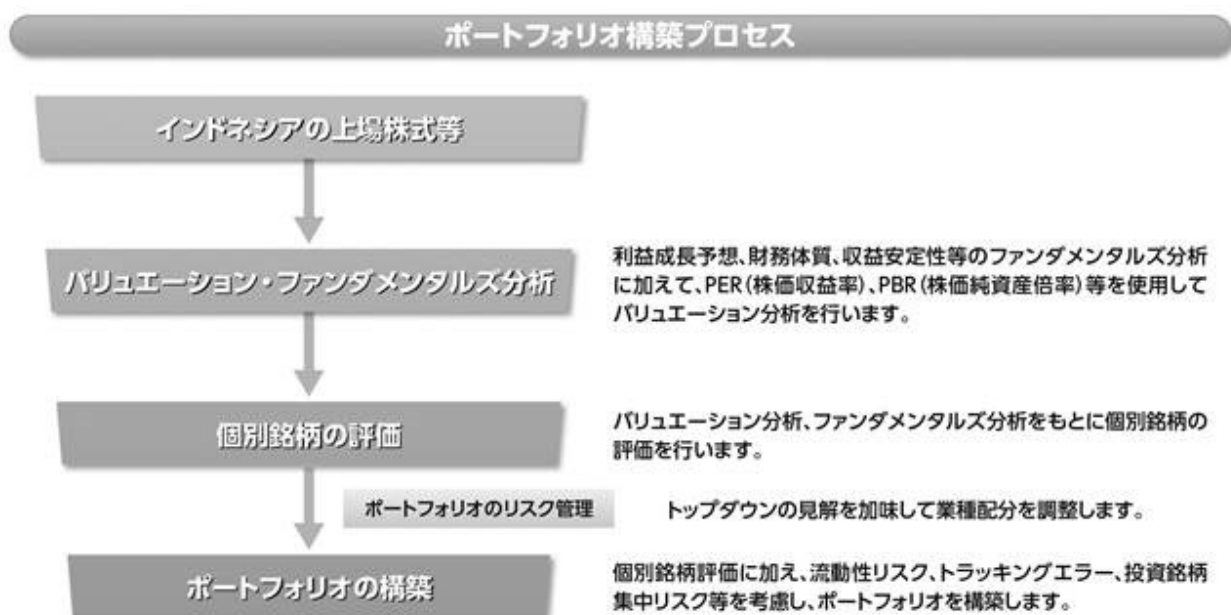 ポートフォリオ構築プロセス
インドネシアの上場株式等
バリュエーション・ファンダメンタルズ分析
利益成長予想、財務体質、収益安定性等のファンダメンタルズ分析
に加えて、PER(株価収益率)、PBR(株価純資産倍率)等を使用して
バリュエーション分析を行います。
個別銘柄の評価
バリュエーション分析、ファンダメンタルズ分析をもとに個別銘柄の
評価を行います。
ポートフォリオのリスク管理
トップダウンの見解を加味して業種配分を調整します。
ポートフォリオの構築
個別銘柄評価に加え、流動性リスク、トラッキングエラー、投資銘柄
集中リスク等を考慮し、ポートフォリオを構築します。